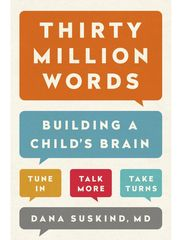 THIRTY
MILLION
WORDS
BUILDING A
CHILD'S BRAIN
TUNE TALK TAKE
IN MORE TURNS
DANA SUSKIND, MD